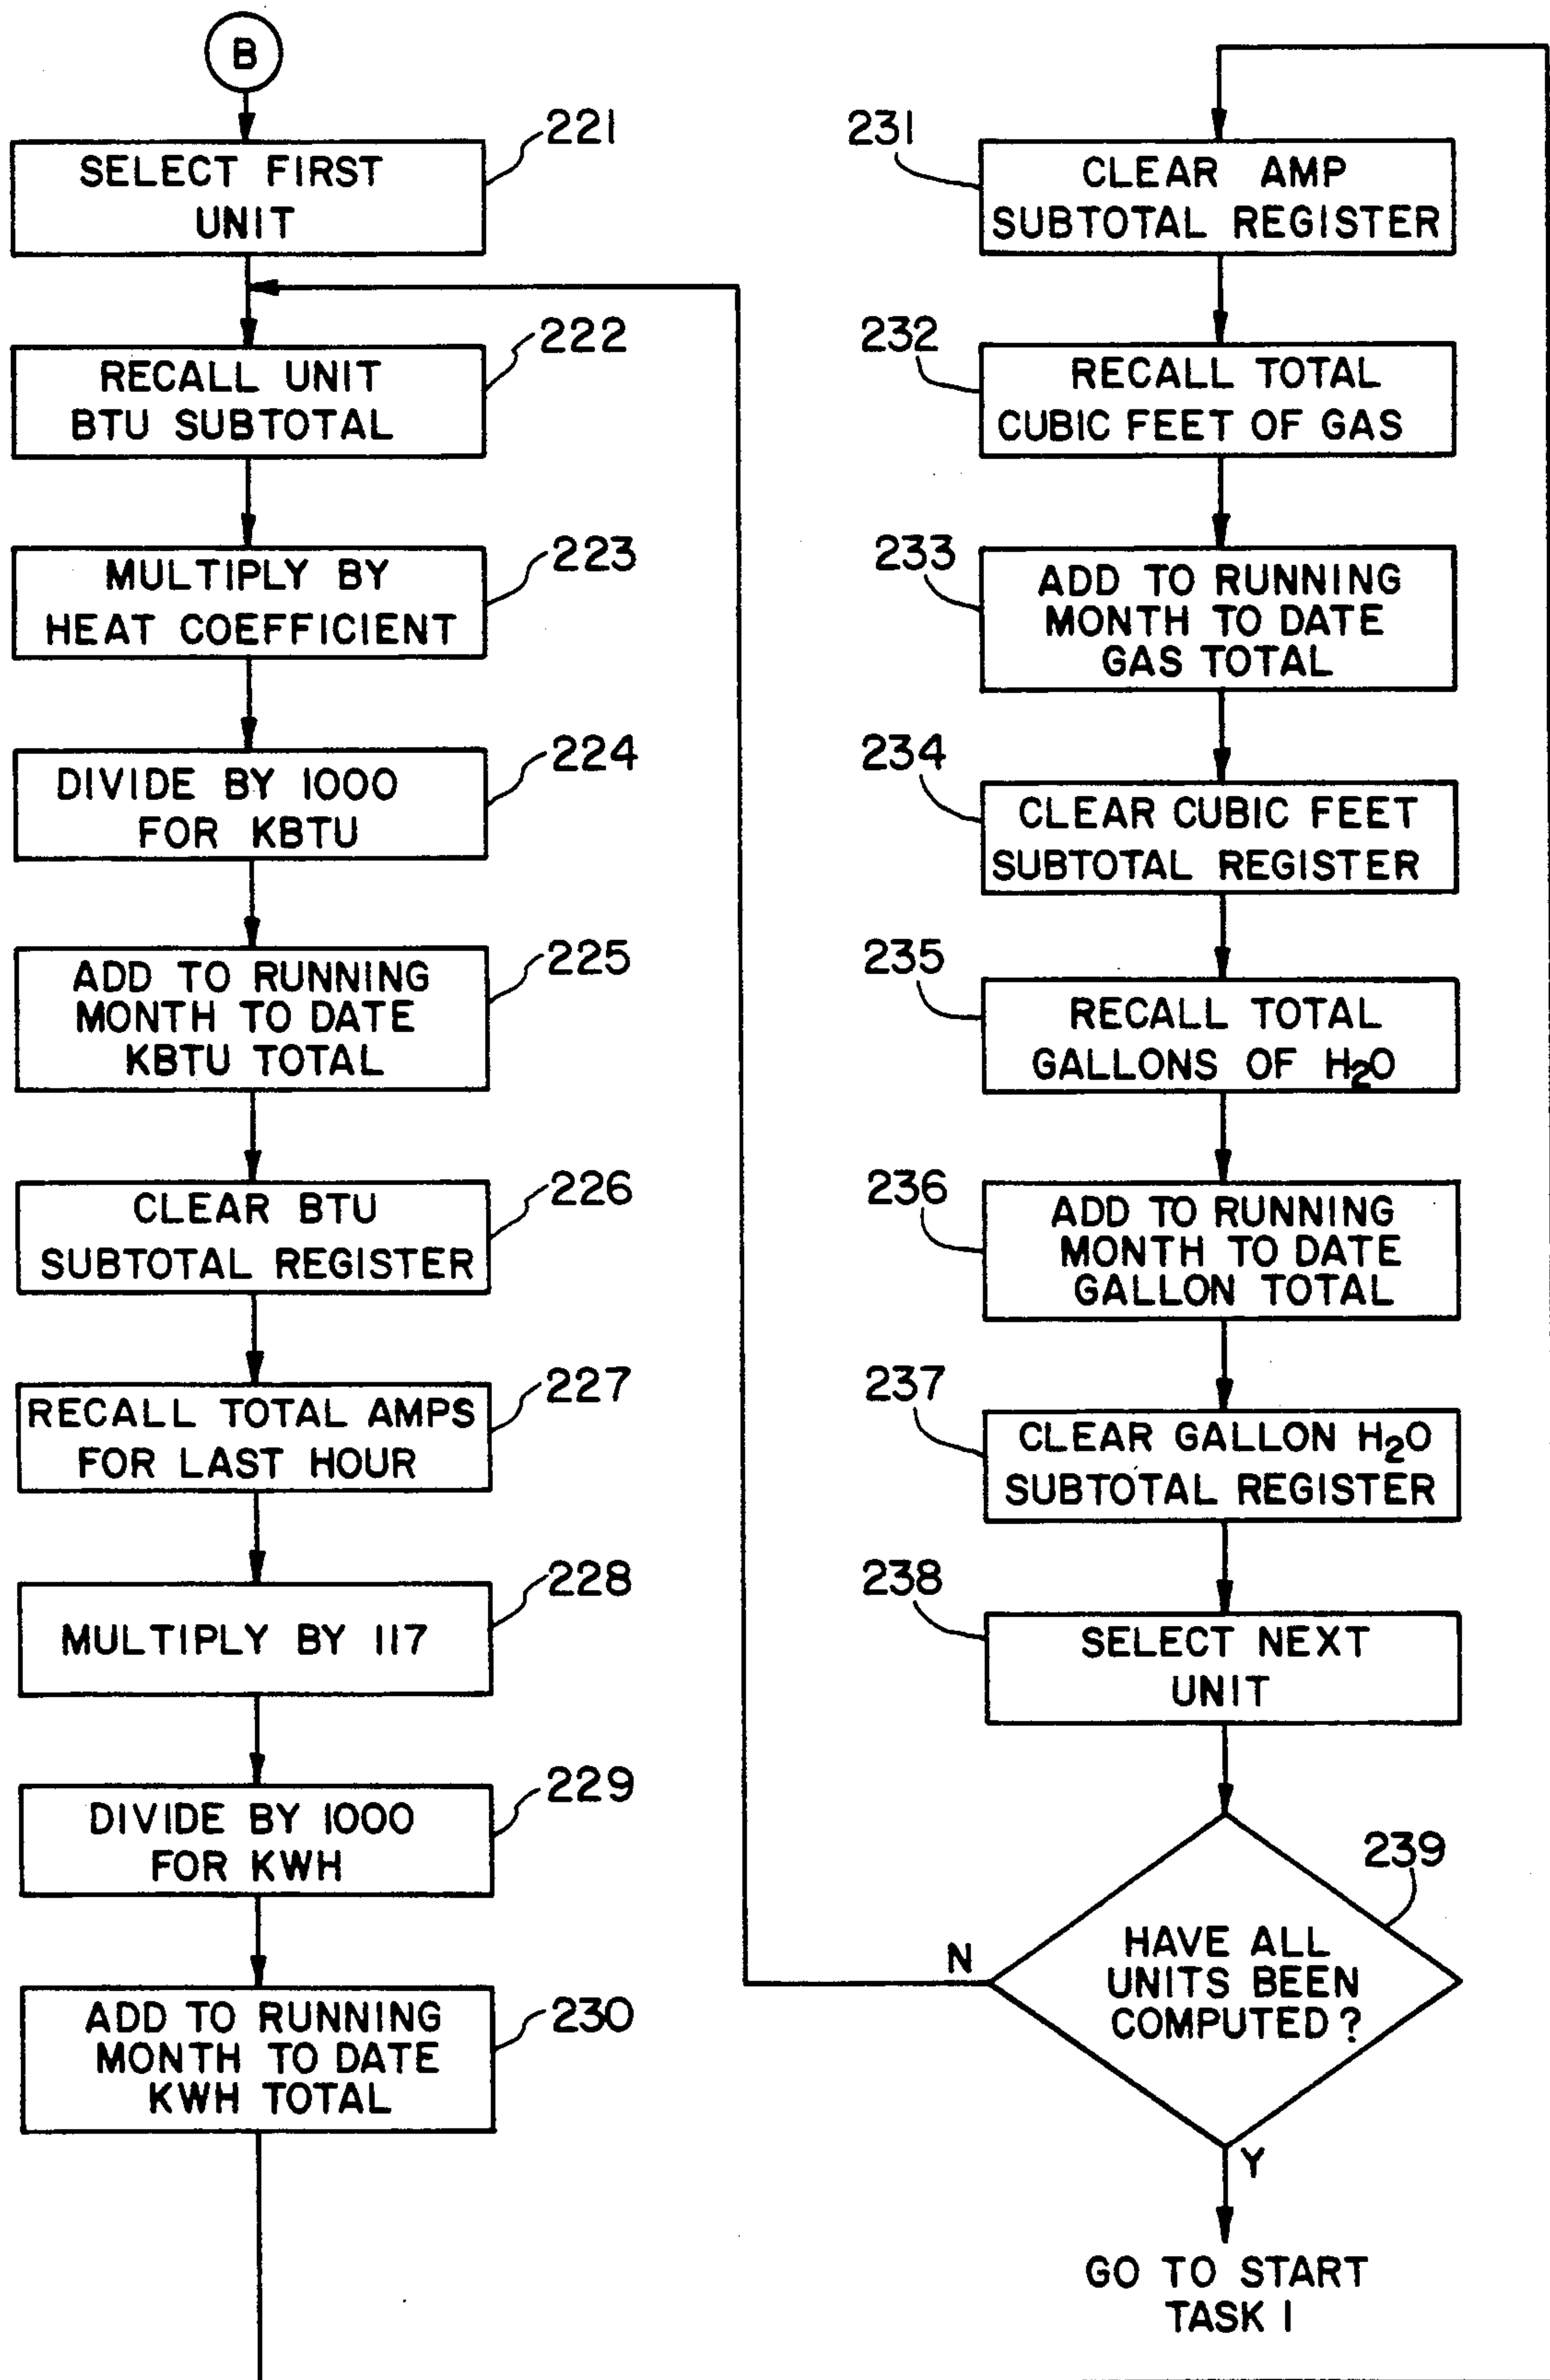 B
221
SELECT FIRST
UNIT
222
RECALL UNIT
BTU SUBTOTAL
223
MULTIPLY BY
HEAT COEFFICIENT
224
DIVIDE BY 1000
FOR KBTU
225
ADD TO RUNNING
MONTH TO DATE
KBTU TOTAL
226
CLEAR BTU
SUBTOTAL REGISTER
227
RECALL TOTAL AMPS
FOR LAST HOUR
228
MULTIPLY BY 117
229
DIVIDE BY 1000
FOR KWH
230
ADD TO RUNNING
MONTH TO DATE
KWH TOTAL
231
CLEAR AMP
SUBTOTAL REGISTER
232
RECALL TOTAL
CUBIC FEET OF GAS
233
ADD TO RUNNING
MONTH TO DATE
GAS TOTAL
234
CLEAR CUBIC FEET
SUBTOTAL REGISTER
235
RECALL TOTAL
GALLONS OF H₂O
236
ADD TO RUNNING
MONTH TO DATE
GALLON TOTAL
237
CLEAR GALLON H₂O
SUBTOTAL REGISTER
238
SELECT NEXT
UNIT
239
HAVE ALL
UNITS BEEN
COMPUTED?
N
Y
GO TO START
TASK 1